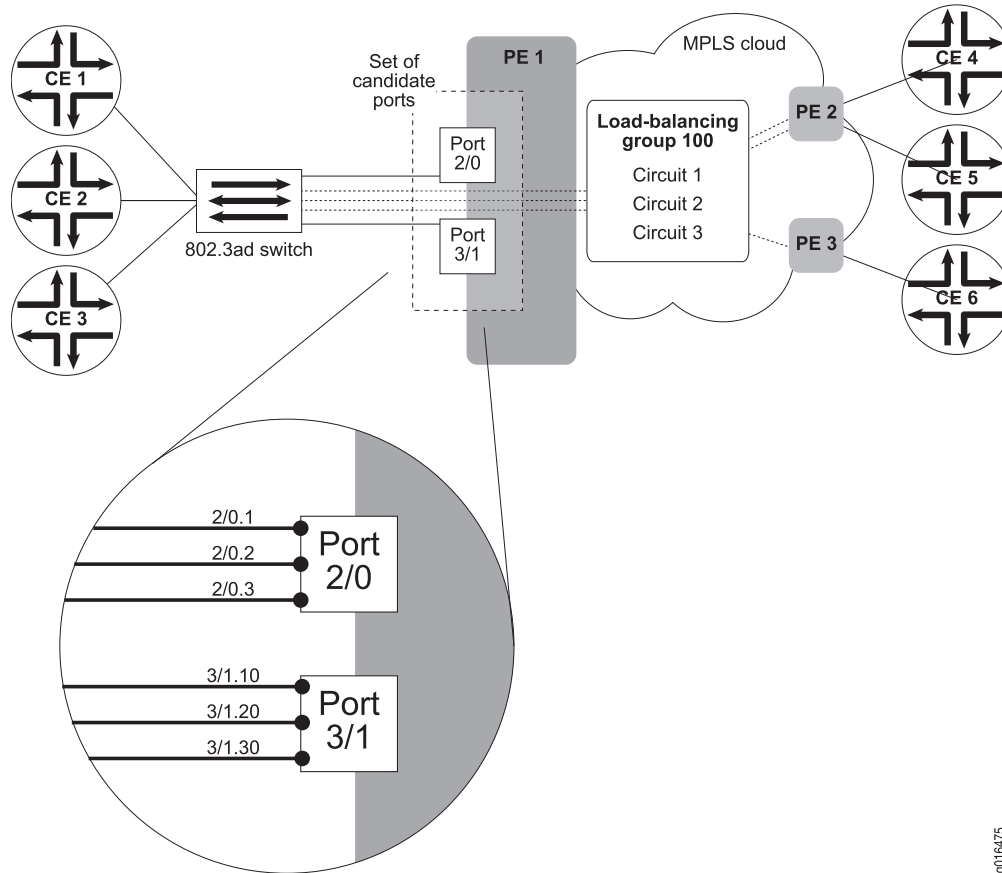 CE 1
CE 2
CE 3
802.3ad switch
Set of
candidate
ports
PE 1
Port
2/0
Port
3/1
MPLS cloud
Load-balancing
group 100
Circuit 1
Circuit 2
Circuit 3
PE 2
PE 3
CE 4
CE 5
CE 6
2/0.1
2/0.2
2/0.3
Port
2/0
3/1.10
3/1.20
3/1.30
Port
3/1
g016475